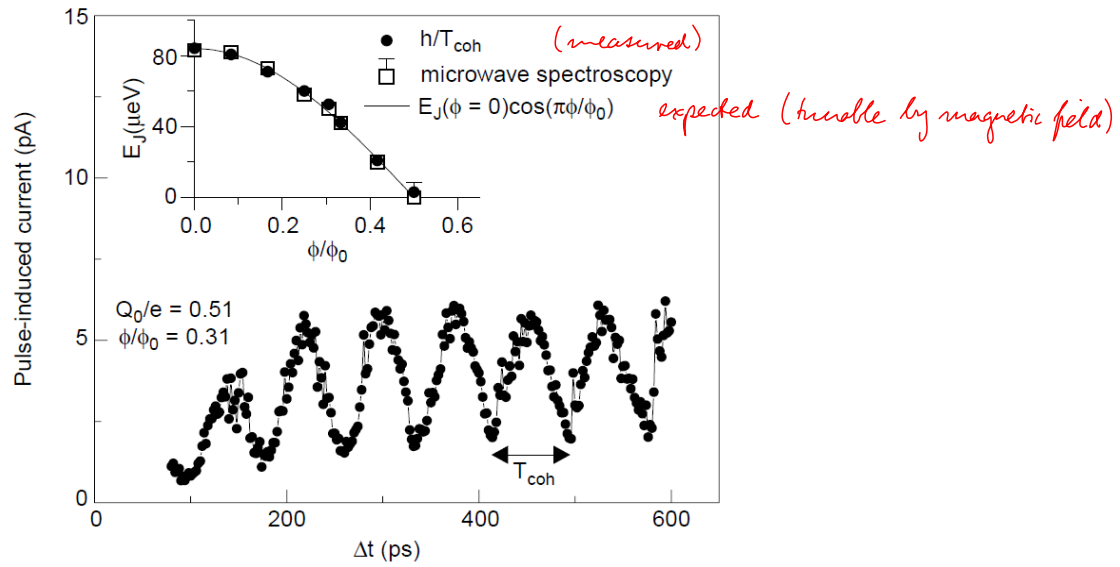 15
10
5
0
Pulse-induced current (pA)
80
40
0
E_J(μeV)
0.0 0.2 0.4 0.6
ϕ/ϕ_0
h/T_coh (measured)
microwave spectroscopy
E_J(ϕ = 0)cos(πϕ/ϕ_0) expected (tunable by magnetic field)
Q_0/e = 0.51
ϕ/ϕ_0 = 0.31
T_coh
0 200 400 600
Δt (ps)